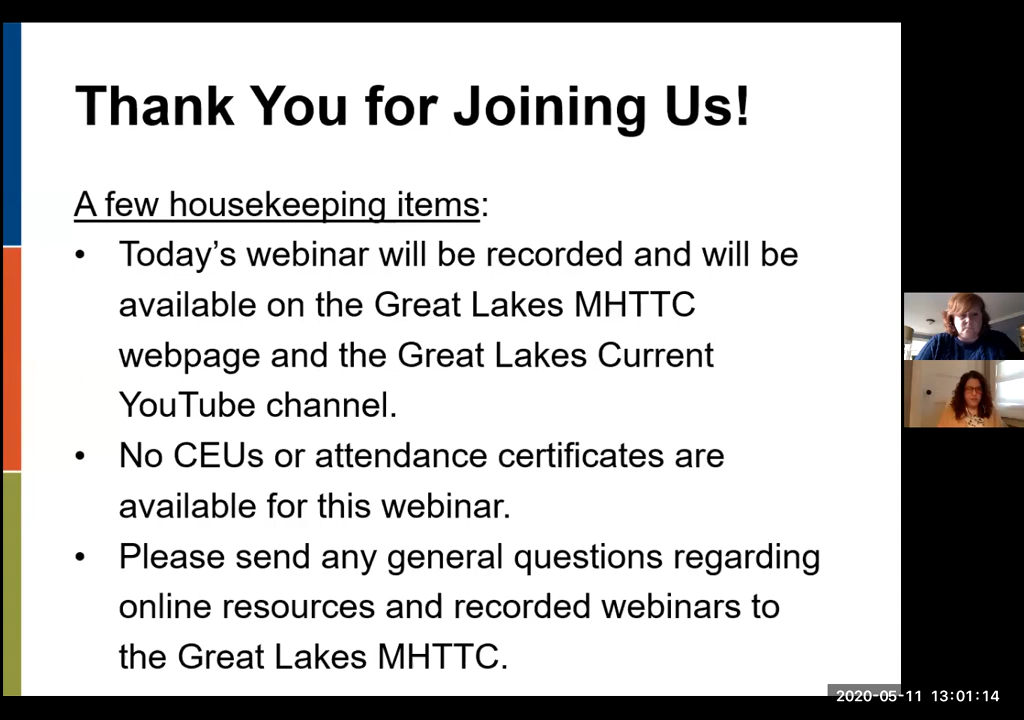 Thank You for Joining Us!
A few housekeeping items:
• Today’s webinar will be recorded and will be
available on the Great Lakes MHTTC
webpage and the Great Lakes Current
YouTube channel.
• No CEUs or attendance certificates are
available for this webinar.
• Please send any general questions regarding
online resources and recorded webinars to
the Great Lakes MHTTC.
2020-05-11 13:01:14